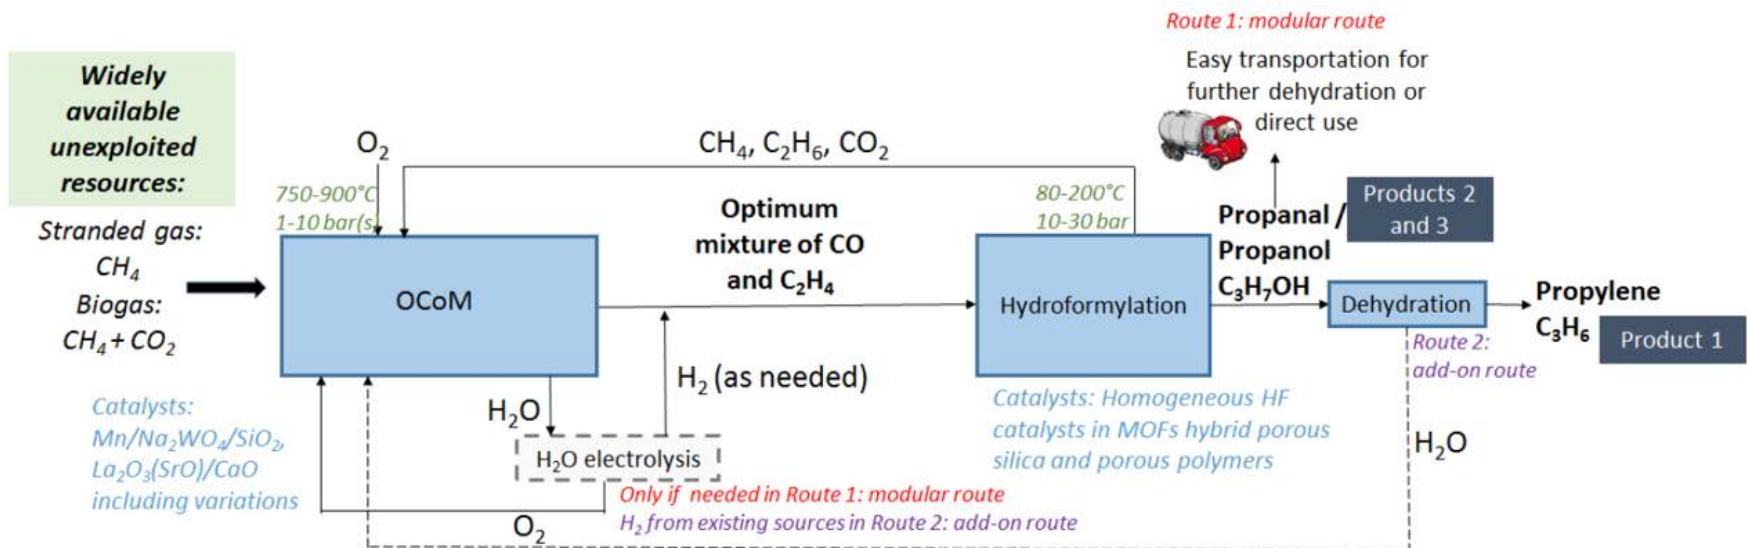 Widely
available
unexploited
resources:
Stranded gas:
CH₄
Biogas:
CH₄ + CO₂
O₂
750-900°C
1-10 bar(s)
OCoM
Catalysts:
Mn/Na₂WO₄/SiO₂,
La₂O₃(SrO)/CaO
including variations
CH₄, C₂H₆, CO₂
Optimum
mixture of CO
and C₂H₄
H₂O
H₂ (as needed)
H₂O electrolysis
O₂
Only if needed in Route 1: modular route
H₂ from existing sources in Route 2: add-on route
80-200°C
10-30 bar
Hydroformylation
Catalysts: Homogeneous HF
catalysts in MOFs hybrid porous
silica and porous polymers
Route 1: modular route
Easy transportation for
further dehydration or
direct use
Propanal /
Propanol
C₃H₇OH
Products 2
and 3
Dehydration
Route 2:
add-on route
H₂O
Propylene
C₃H₆
Product 1